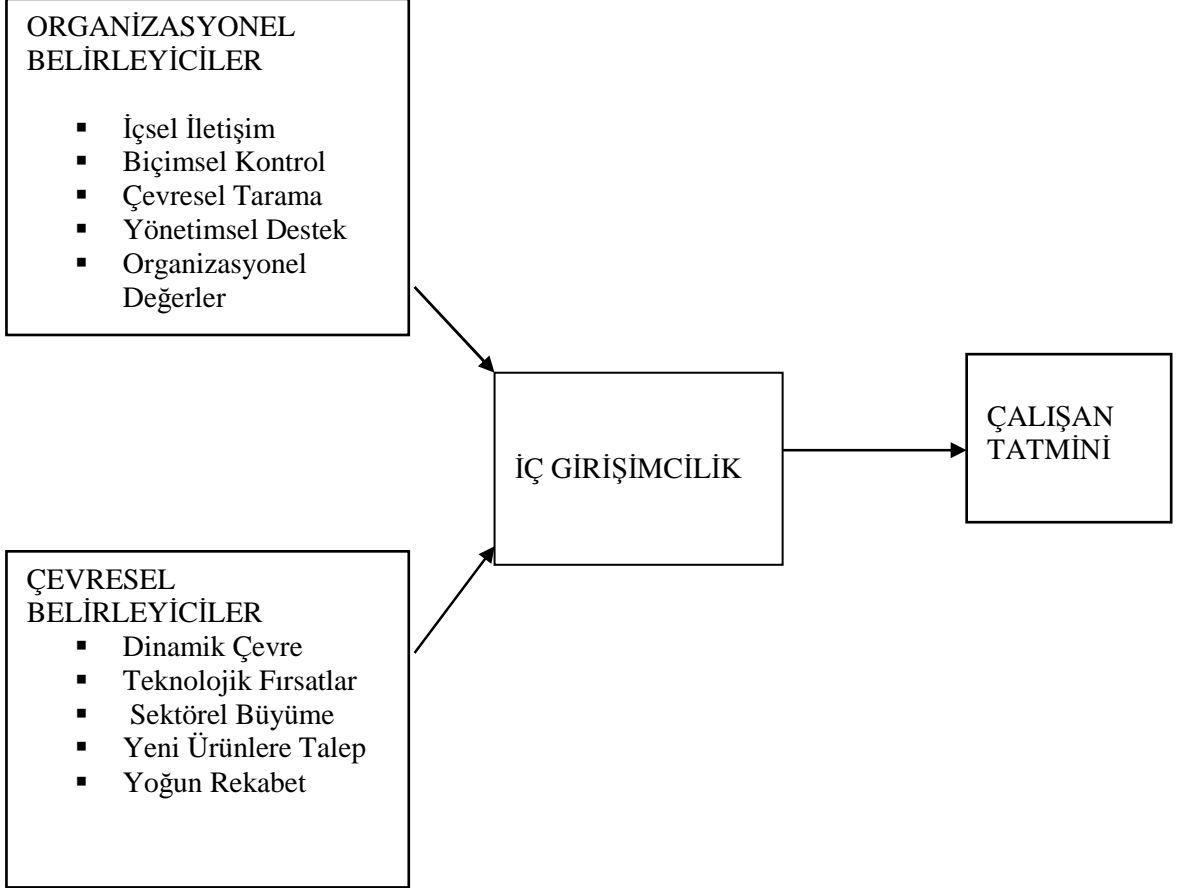 ORGANİZASYONEL
BELİRLEYİCİLER
▪ İçsel İletişim
▪ Biçimsel Kontrol
▪ Çevresel Tarama
▪ Yönetimsel Destek
▪ Organizasyonel
Değerler
İÇ GİRİŞİMCİLİK
ÇALIŞAN
TATMİNİ
ÇEVRESEL
BELİRLEYİCİLER
▪ Dinamik Çevre
▪ Teknolojik Fırsatlar
▪ Sektörel Büyüme
▪ Yeni Ürünlere Talep
▪ Yoğun Rekabet